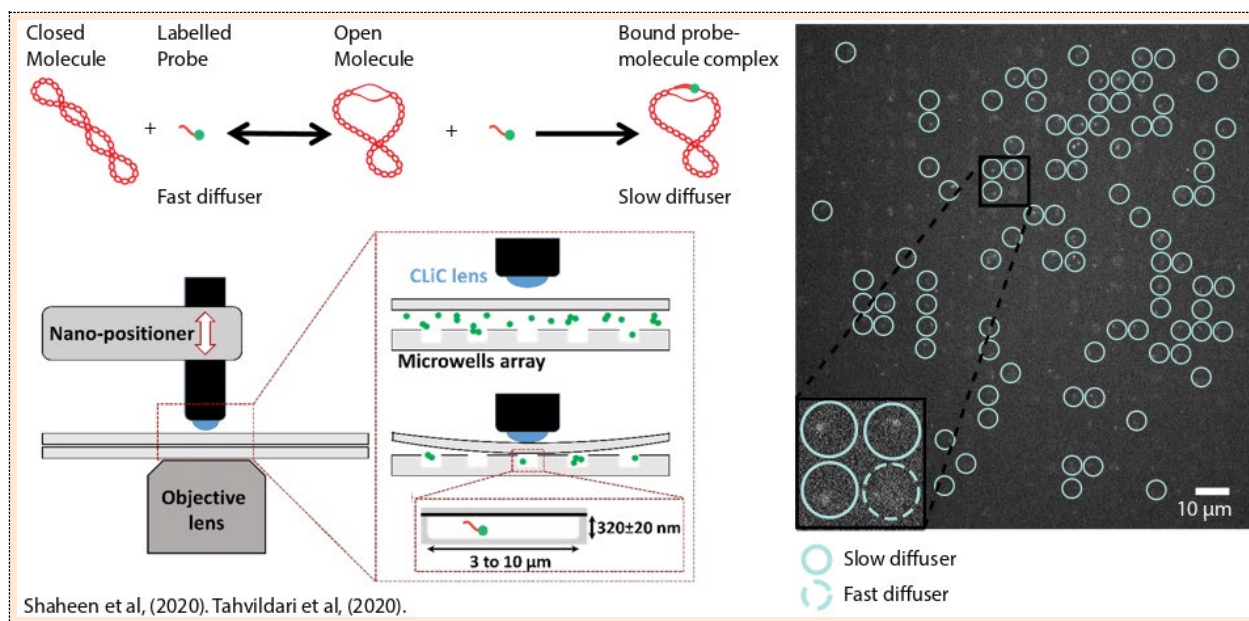 Closed
Molecule
Labelled
Probe
Open
Molecule
Bound probe-
molecule complex
+
+
Fast diffuser
Slow diffuser
Nano-positioner
Objective
lens
CLiC lens
Microwells array
320±20 nm
3 to 10 µm
Shaheen et al, (2020). Tahvildari et al, (2020).
10 µm
Slow diffuser
Fast diffuser